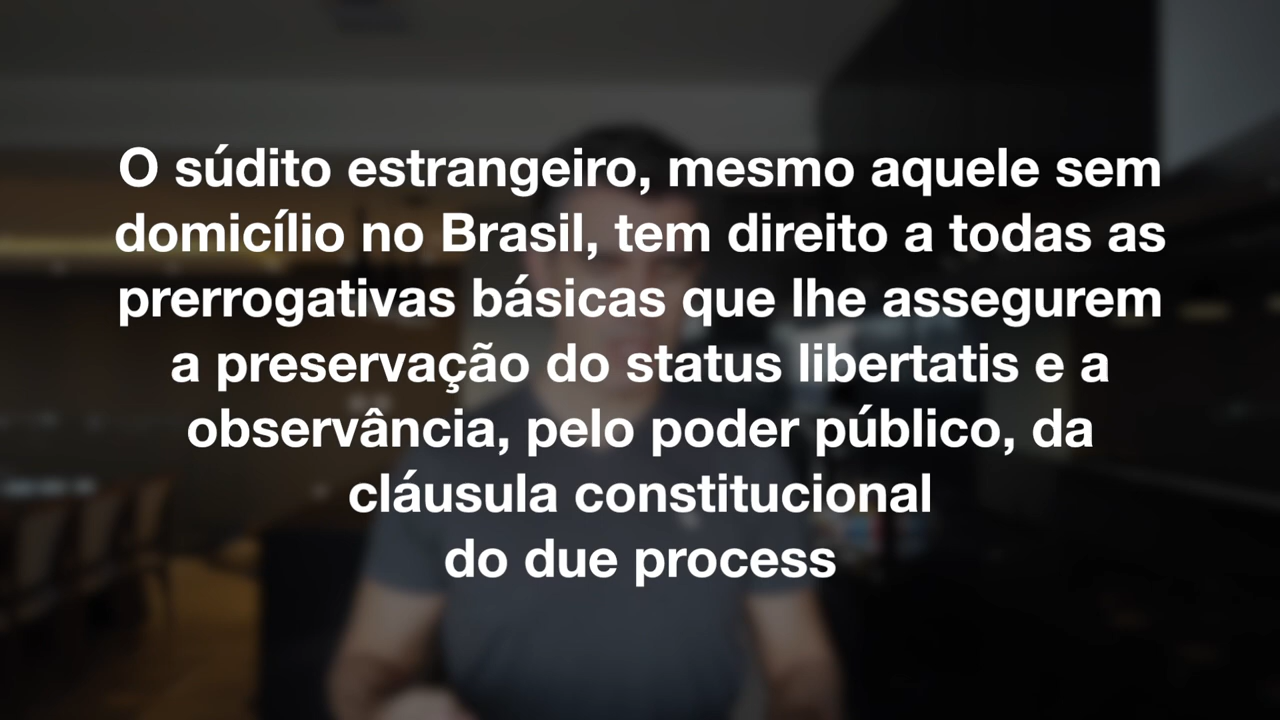 O súdito estrangeiro, mesmo aquele sem
domicílio no Brasil, tem direito a todas as
prerrogativas básicas que lhe assegurem
a preservação do status libertatis e a
observância, pelo poder público, da
cláusula constitucional
do due process